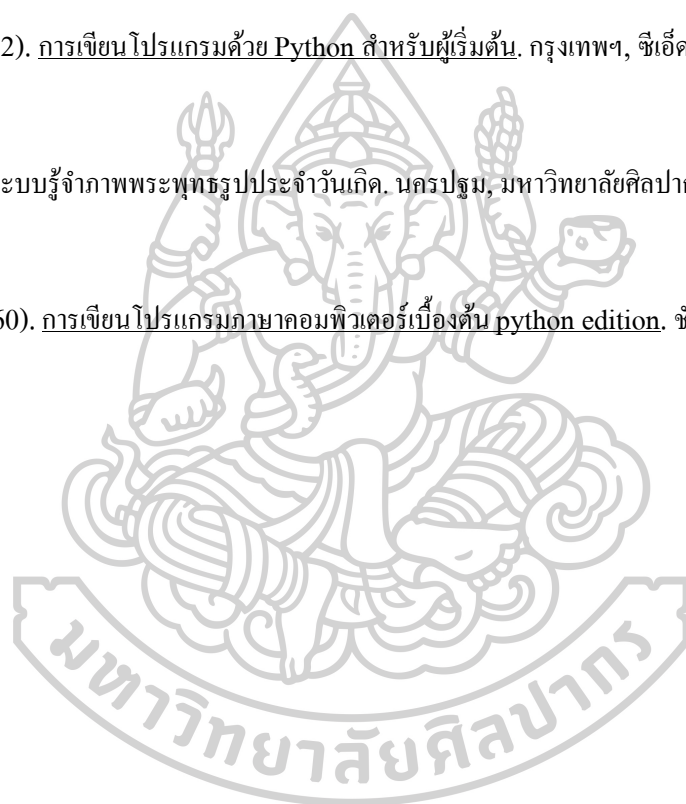 2). การเขียนโปรแกรมด้วย Python สำหรับผู้เริ่มต้น. กรุงเทพฯ, ซีเอ็ด
ะบบรู้จำภาพพระพุทธรูปประจำวันเกิด. นครปฐม, มหาวิทยาลัยศิลปา
60). การเขียนโปรแกรมภาษาคอมพิวเตอร์เบื้องต้น python edition.
มหาวิทยาลัยศิลปากร